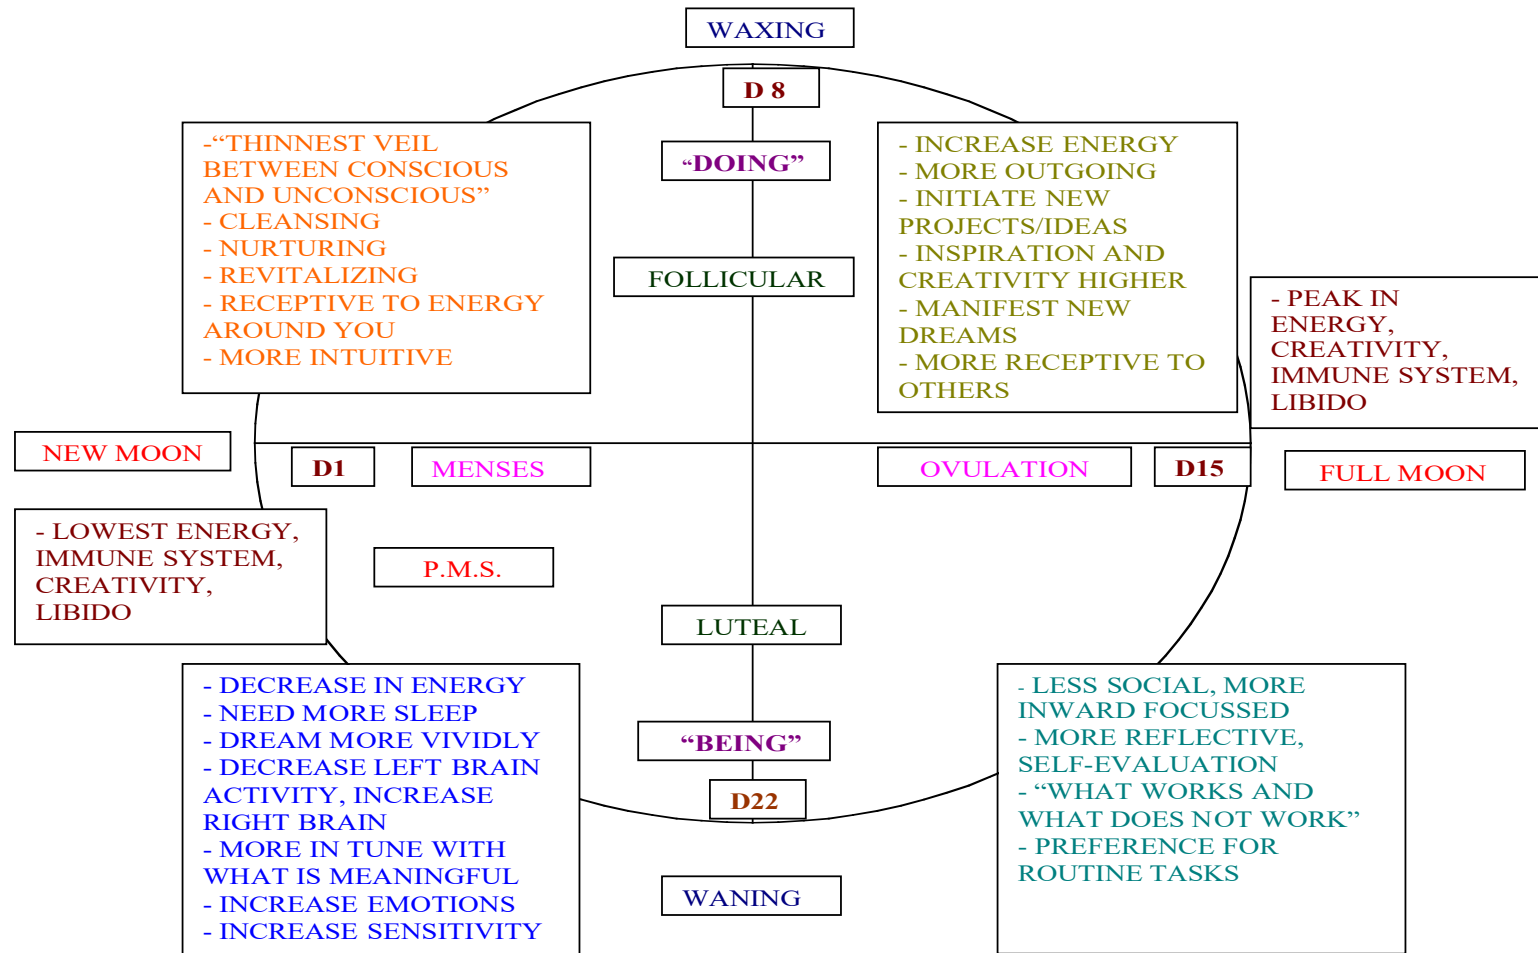 WAXING
D 8
-“THINNEST VEIL
BETWEEN CONSCIOUS
AND UNCONSCIOUS”
- CLEANSING
- NURTURING
- REVITALIZING
- RECEPTIVE TO ENERGY
AROUND YOU
- MORE INTUITIVE
“DOING”
FOLLICULAR
- INCREASE ENERGY
- MORE OUTGOING
- INITIATE NEW
PROJECTS/IDEAS
- INSPIRATION AND
CREATIVITY HIGHER
- MANIFEST NEW
DREAMS
- MORE RECEPTIVE TO
OTHERS
- PEAK IN
ENERGY,
CREATIVITY,
IMMUNE SYSTEM,
LIBIDO
NEW MOON
D1
MENSES
OVULATION
D15
FULL MOON
- LOWEST ENERGY,
IMMUNE SYSTEM,
CREATIVITY,
LIBIDO
P.M.S.
LUTEAL
“BEING”
D22
- DECREASE IN ENERGY
- NEED MORE SLEEP
- DREAM MORE VIVIDLY
- DECREASE LEFT BRAIN
ACTIVITY, INCREASE
RIGHT BRAIN
- MORE IN TUNE WITH
WHAT IS MEANINGFUL
- INCREASE EMOTIONS
- INCREASE SENSITIVITY
- LESS SOCIAL, MORE
INWARD FOCUSSED
- MORE REFLECTIVE,
SELF-EVALUATION
- “WHAT WORKS AND
WHAT DOES NOT WORK”
- PREFERENCE FOR
ROUTINE TASKS
WANING